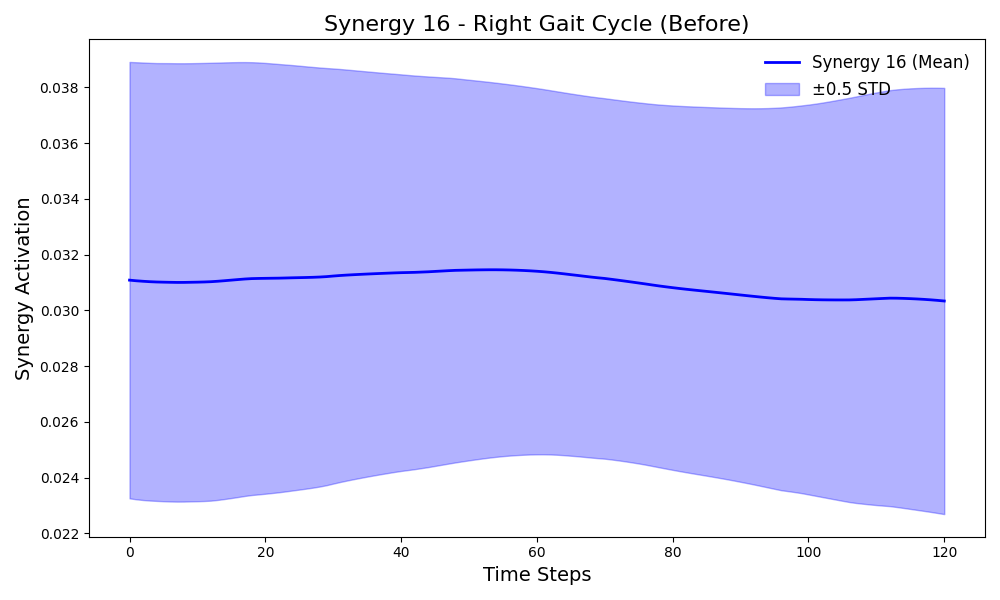 Synergy 16 - Right Gait Cycle (Before)
Synergy 16 (Mean)
±0.5 STD
Synergy Activation
0.038
0.036
0.034
0.032
0.030
0.028
0.026
0.024
0.022
0 20 40 60 80 100 120
Time Steps